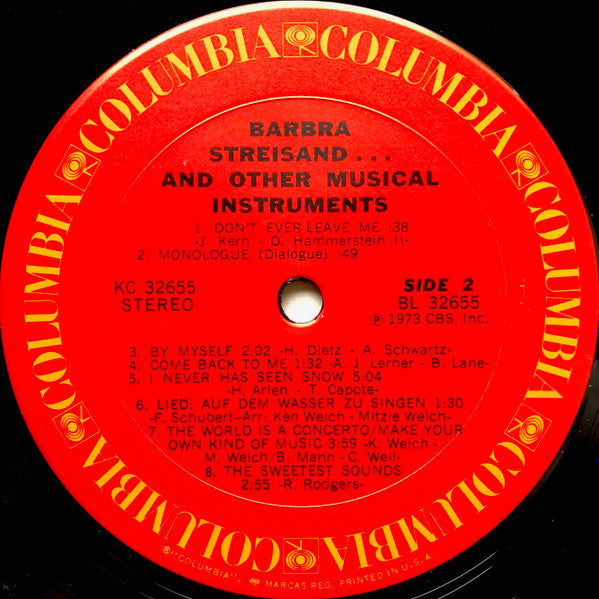 COLUMBIA COLUMBIA COLUMBIA COLUMBIA COLUMBIA COLUMBIA
BARBRA
STREISAND...
AND OTHER MUSICAL
INSTRUMENTS
1. DON'T EVER LEAVE ME :38
-J. Kern - O. Hammerstein II-
2. MONOLOGUE (Dialogue) :49
KC 32655
STEREO
SIDE 2
BL 32655
℗ 1973 CBS, Inc.
3. BY MYSELF 2:02 -H. Dietz - A. Schwartz-
4. COME BACK TO ME 1:32 -A. J. Lerner - B. Lane-
5. I NEVER HAS SEEN SNOW 5:04
-H. Arlen - T. Capote-
6. LIED: AUF DEM WASSER ZU SINGEN 1:30
-F. Schubert--Arr: Ken Welch - Mitzie Welch-
7. THE WORLD IS A CONCERTO/MAKE YOUR
OWN KIND OF MUSIC 3:59 -K. Welch -
M. Welch/B. Mann - C. Weil-
8. THE SWEETEST SOUNDS
2:55 -R. Rodgers-
®"COLUMBIA", MARCAS REG. PRINTED IN U.S.A.